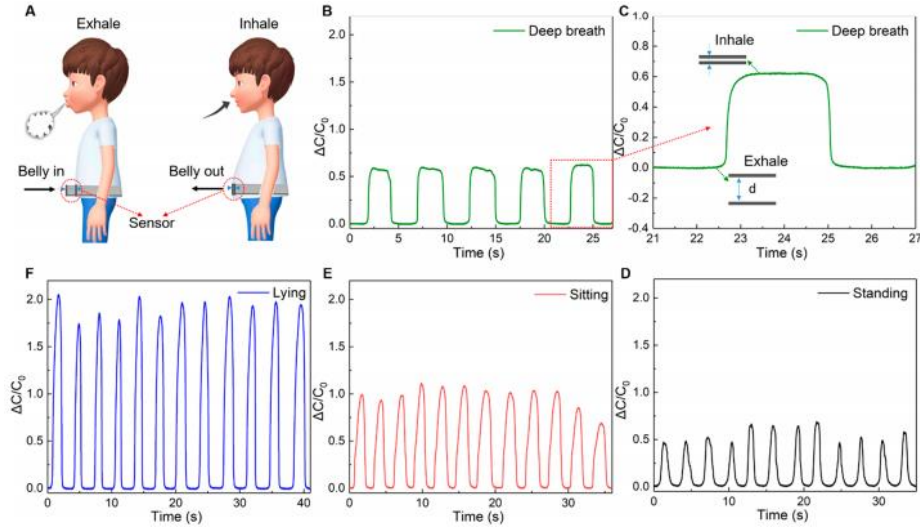 A
Exhale
Inhale
Belly in
Belly out
Sensor
B
Deep breath
ΔC/C0
2.0
1.5
1.0
0.5
0.0
0 5 10 15 20 25
Time (s)
C
Deep breath
Inhale
Exhale
d
ΔC/C0
1.0
0.8
0.6
0.4
0.2
0.0
-0.2
-0.4
21 22 23 24 25 26 27
Time (s)
F
Lying
ΔC/C0
2.0
1.5
1.0
0.5
0.0
0 10 20 30 40
Time (s)
E
Sitting
ΔC/C0
2.0
1.5
1.0
0.5
0.0
0 10 20 30
Time (s)
D
Standing
ΔC/C0
2.0
1.5
1.0
0.5
0.0
0 10 20 30
Time (s)